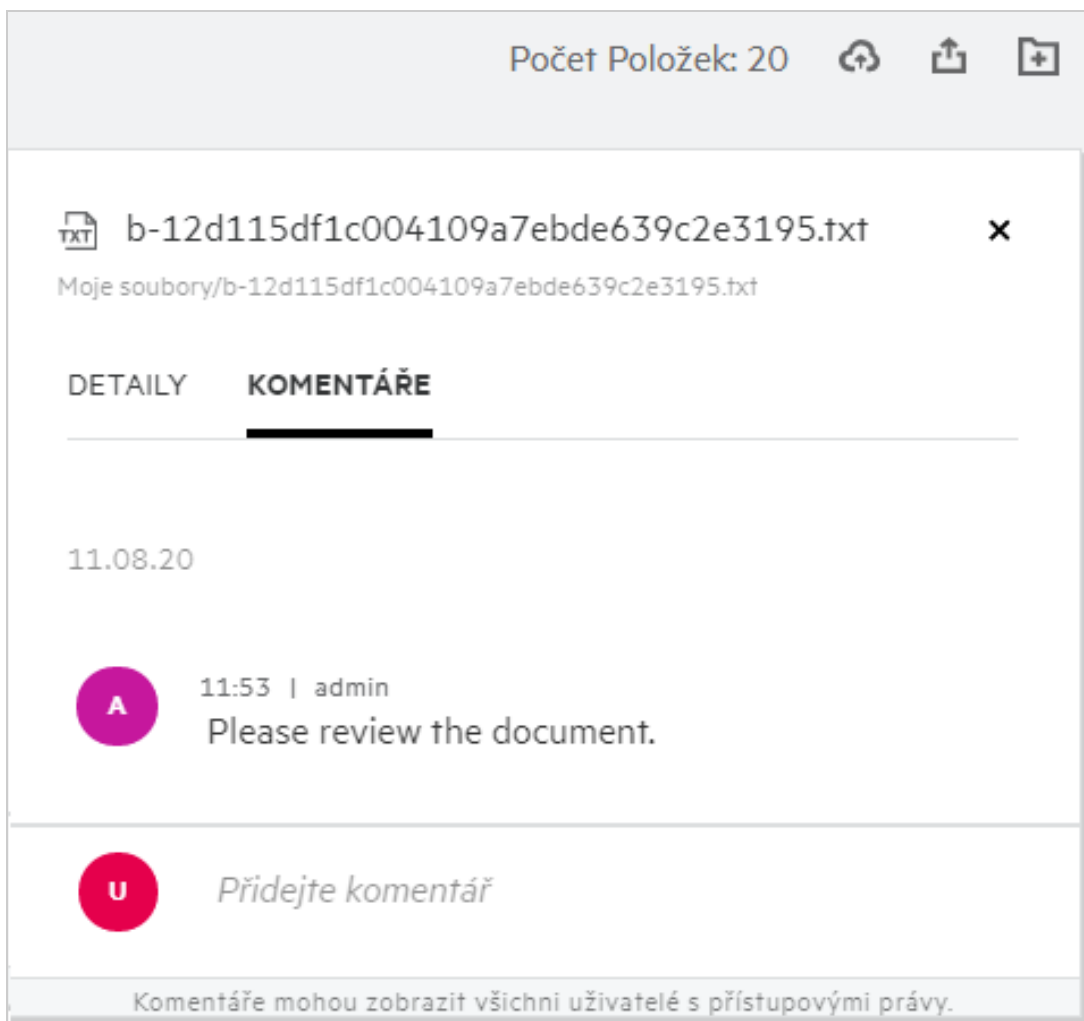 Počet Položek: 20
TXT
b-12d115df1c004109a7ebde639c2e3195.txt
Moje soubory/b-12d115df1c004109a7ebde639c2e3195.txt
DETAILY KOMENTÁŘE
11.08.20
A
11:53 | admin
Please review the document.
U
Přidejte komentář
Komentáře mohou zobrazit všichni uživatelé s přístupovými právy.